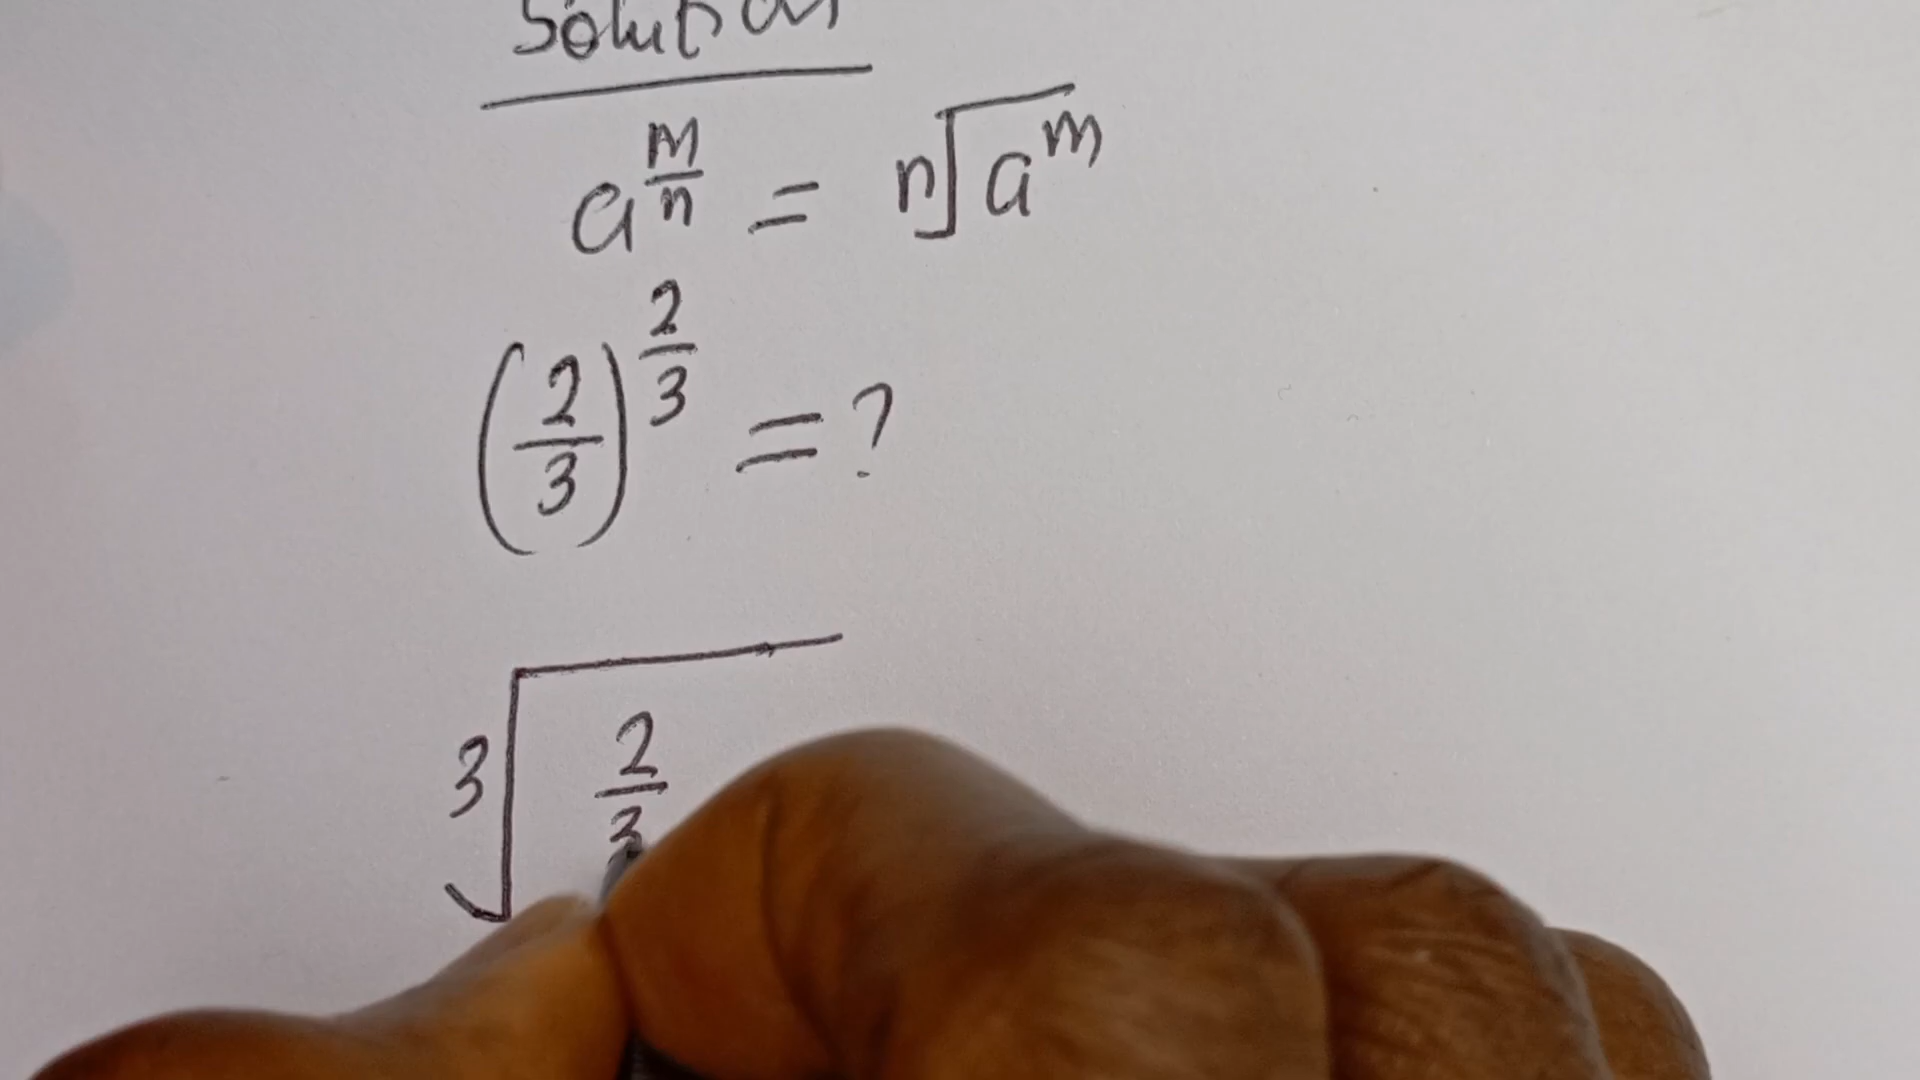 Solution
a^(m/n) = n√a^m
(2/3)^(2/3) = ?
3√ 2/3